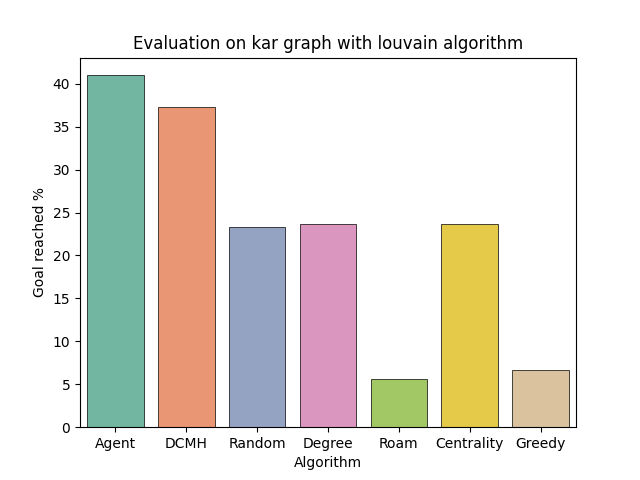 Evaluation on kar graph with louvain algorithm
Goal reached %
40
35
30
25
20
15
10
5
0
Agent DCMH Random Degree Roam Centrality Greedy
Algorithm